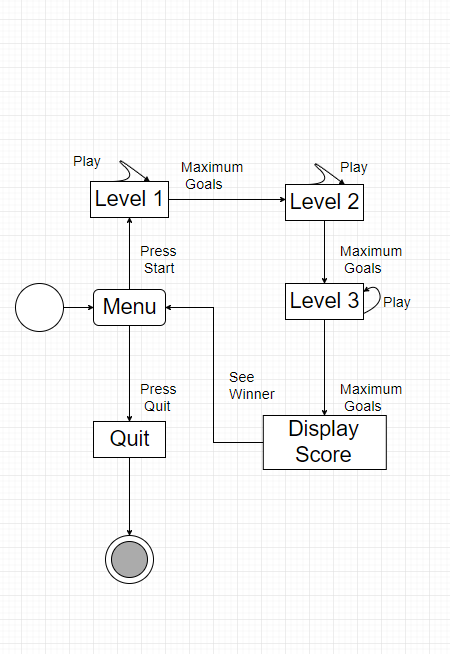 Play
Maximum
Goals
Play
Level 1
Level 2
Press
Start
Maximum
Goals
Menu
Level 3
Play
See
Winner
Press
Quit
Maximum
Goals
Quit
Display
Score